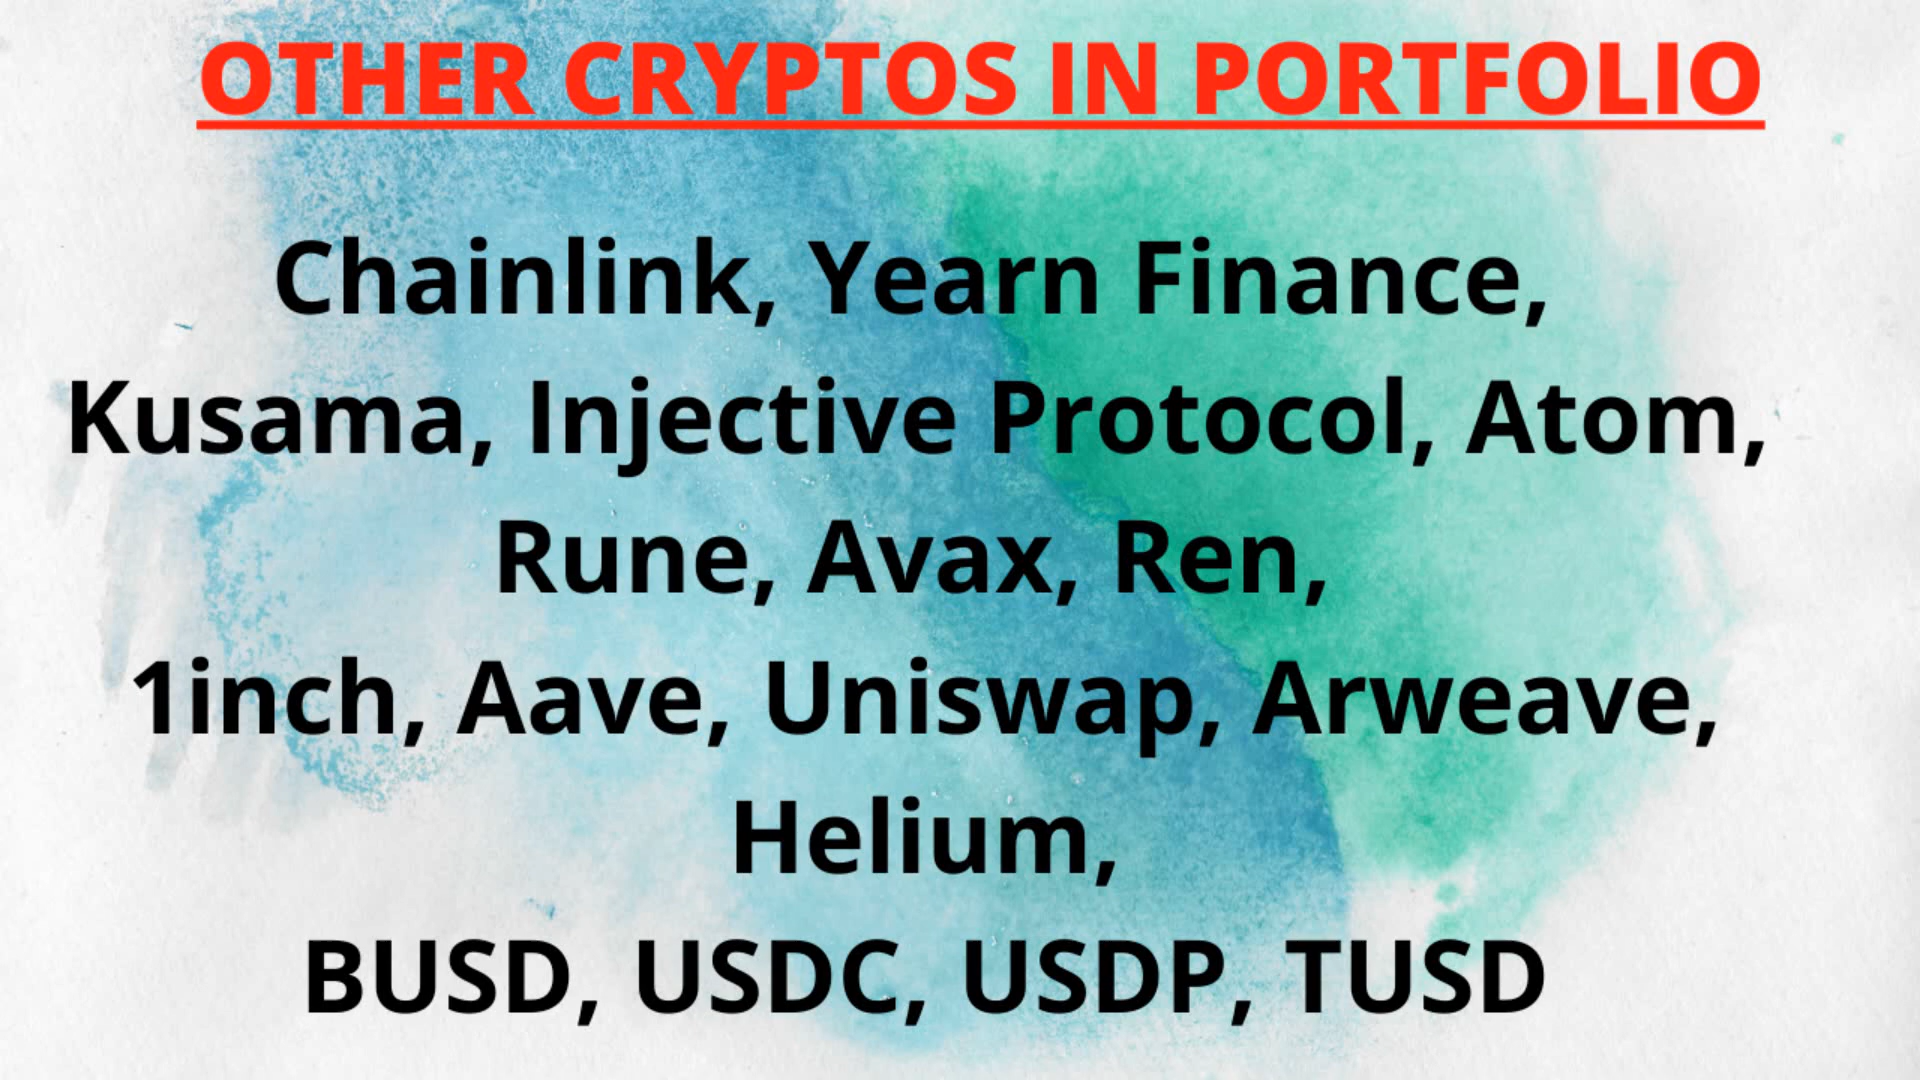 OTHER CRYPTOS IN PORTFOLIO
Chainlink, Yearn Finance,
Kusama, Injective Protocol, Atom,
Rune, Avax, Ren,
1inch, Aave, Uniswap, Arweave,
Helium,
BUSD, USDC, USDP, TUSD